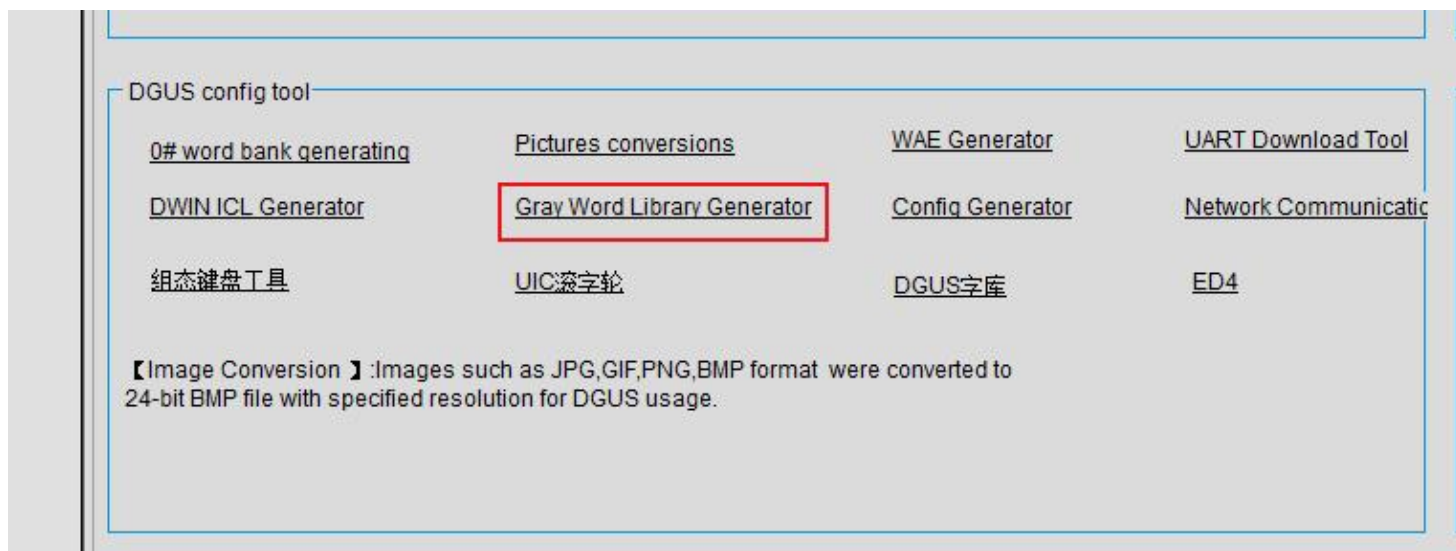 DGUS config tool
0# word bank generating Pictures conversions WAE Generator UART Download Tool
DWIN ICL Generator Gray Word Library Generator Config Generator Network Communicatic
组态键盘工具 UIC滚字轮 DGUS字库 ED4
【Image Conversion 】:Images such as JPG,GIF,PNG,BMP format were converted to
24-bit BMP file with specified resolution for DGUS usage.